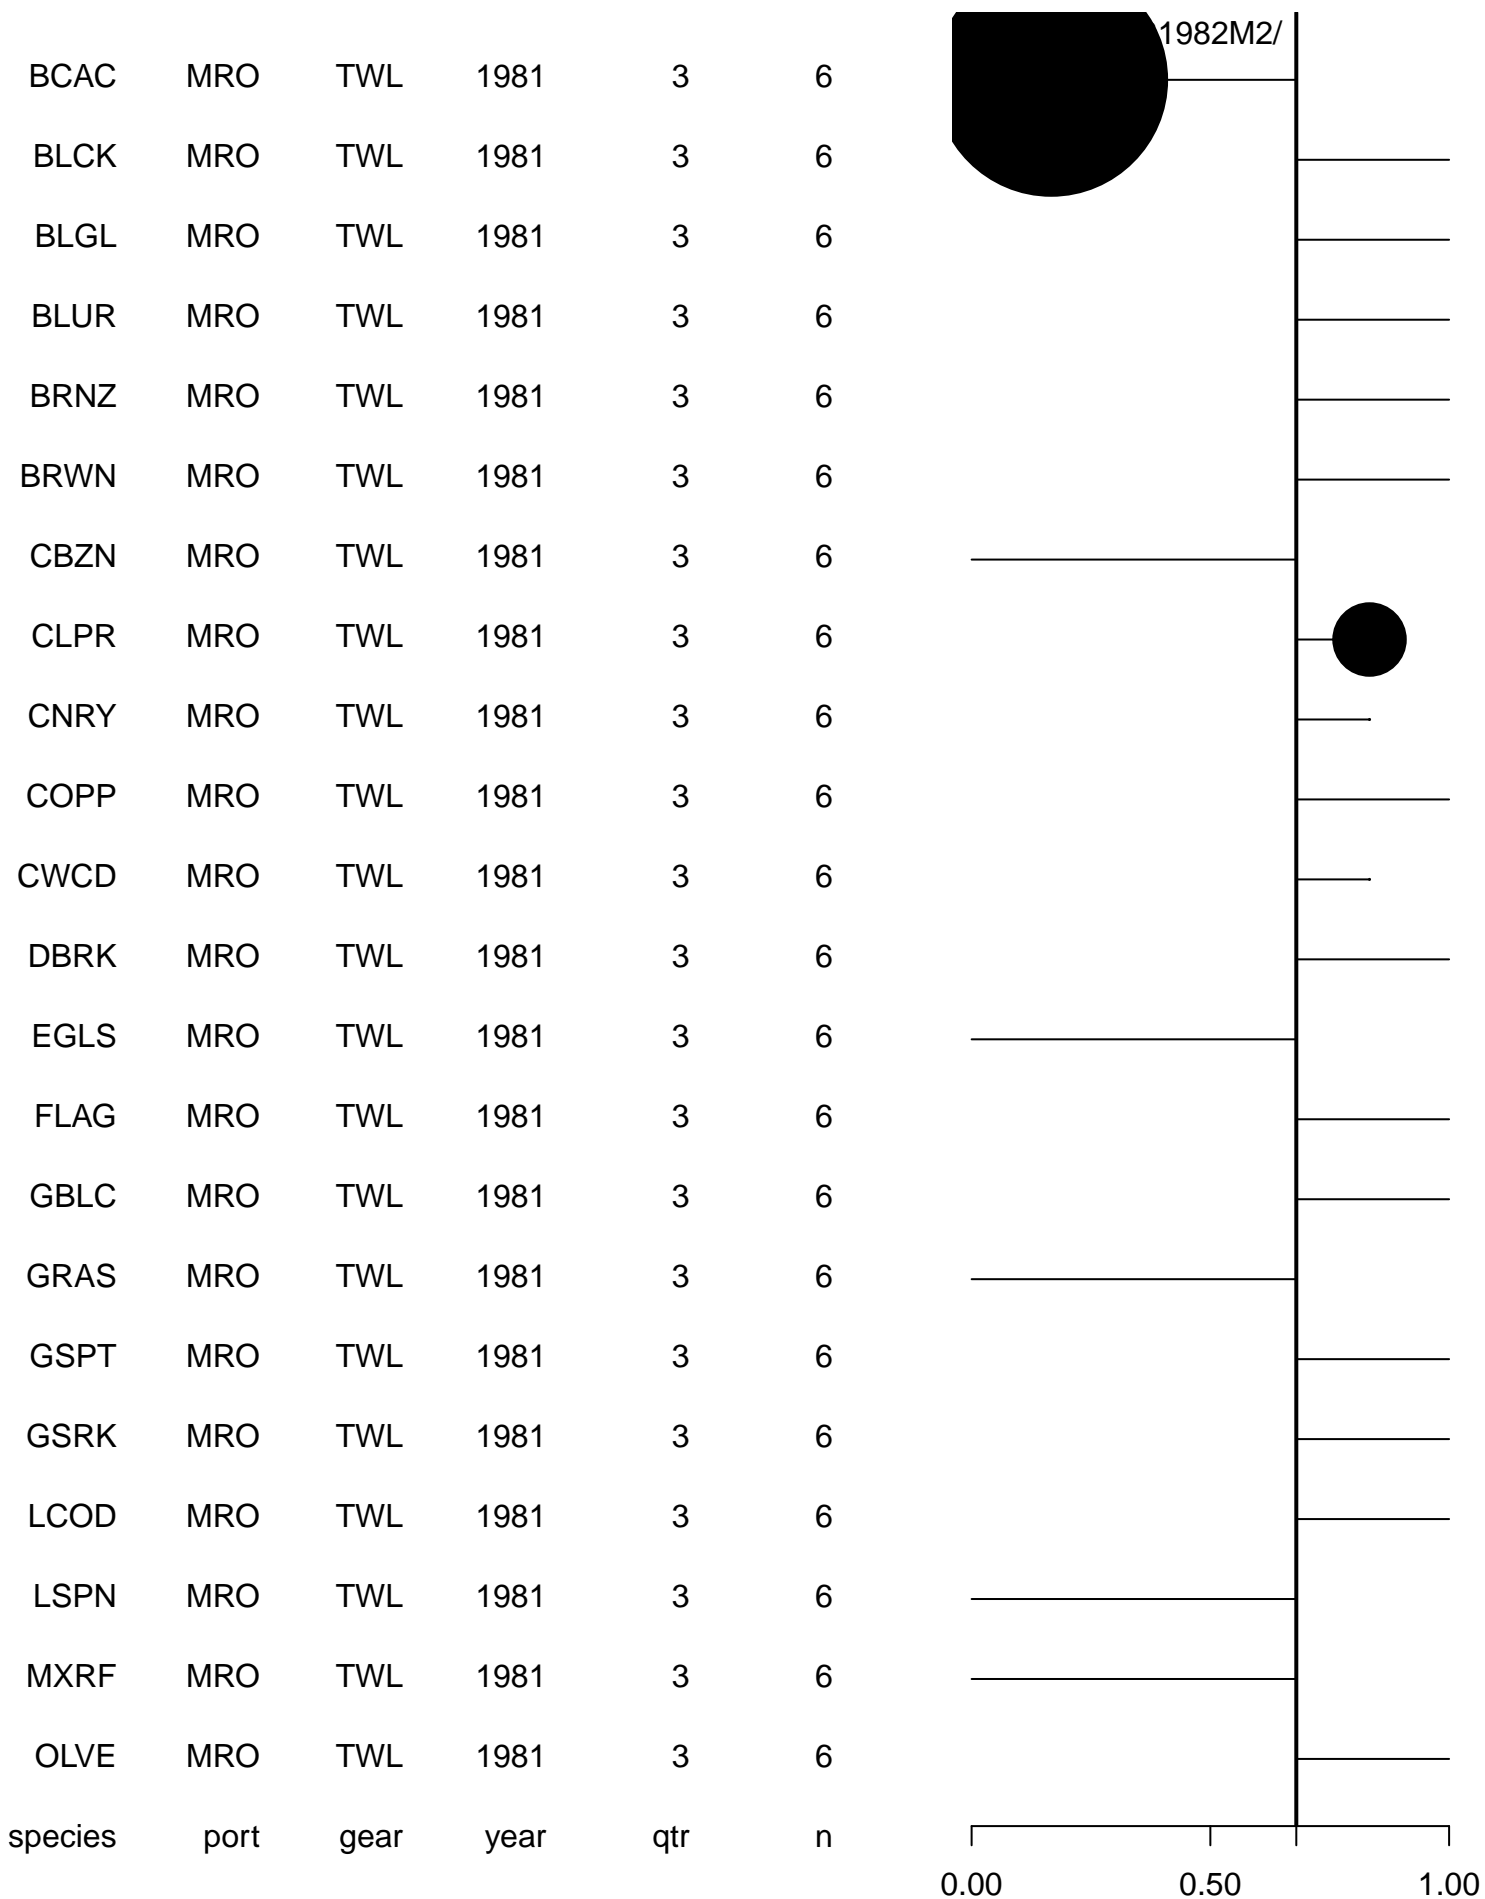 1982M2/
BCAC MRO TWL 1981 3 6
BLCK MRO TWL 1981 3 6
BLGL MRO TWL 1981 3 6
BLUR MRO TWL 1981 3 6
BRNZ MRO TWL 1981 3 6
BRWN MRO TWL 1981 3 6
CBZN MRO TWL 1981 3 6
CLPR MRO TWL 1981 3 6
CNRY MRO TWL 1981 3 6
COPP MRO TWL 1981 3 6
CWCD MRO TWL 1981 3 6
DBRK MRO TWL 1981 3 6
EGLS MRO TWL 1981 3 6
FLAG MRO TWL 1981 3 6
GBLC MRO TWL 1981 3 6
GRAS MRO TWL 1981 3 6
GSPT MRO TWL 1981 3 6
GSRK MRO TWL 1981 3 6
LCOD MRO TWL 1981 3 6
LSPN MRO TWL 1981 3 6
MXRF MRO TWL 1981 3 6
OLVE MRO TWL 1981 3 6
species port gear year qtr n
0.00 0.50 1.00